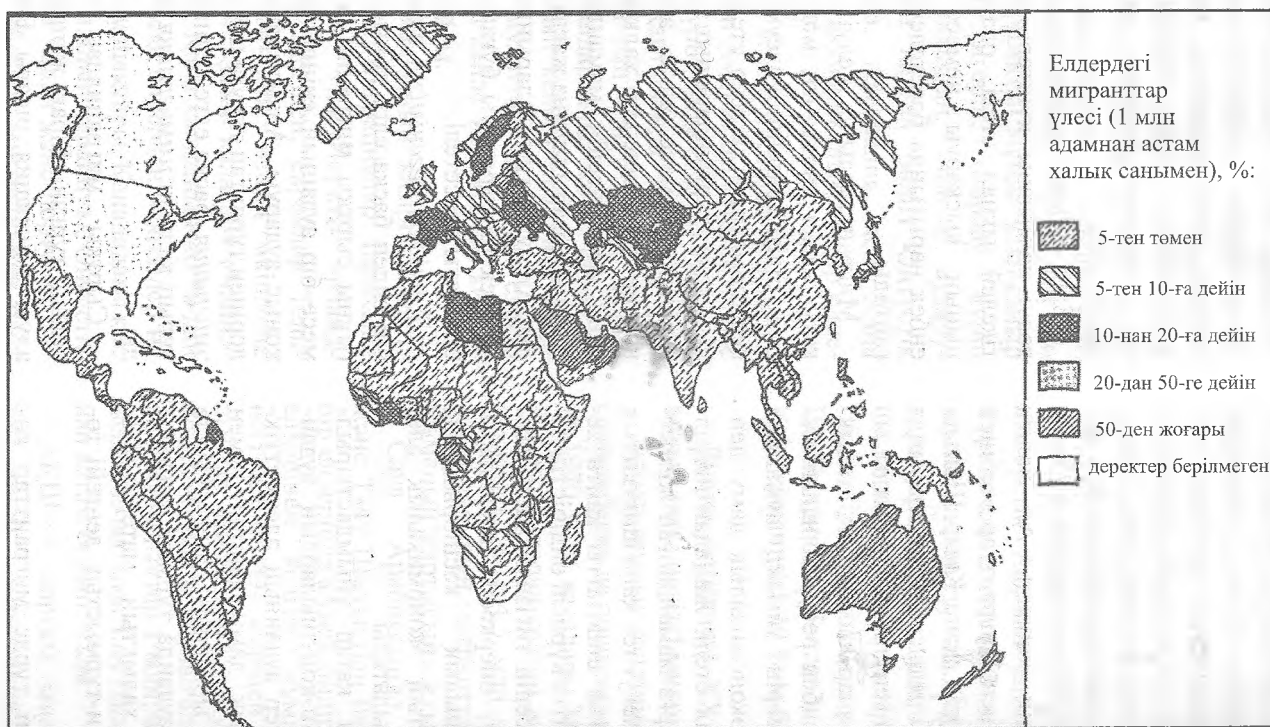 Елдердегі
мигранттар
үлесі (1 млн
адамнан астам
халық санымен), %:
5-тен төмен
5-тен 10-ға дейін
10-нан 20-ға дейін
20-дан 50-ге дейін
50-ден жоғары
деректер берілмеген